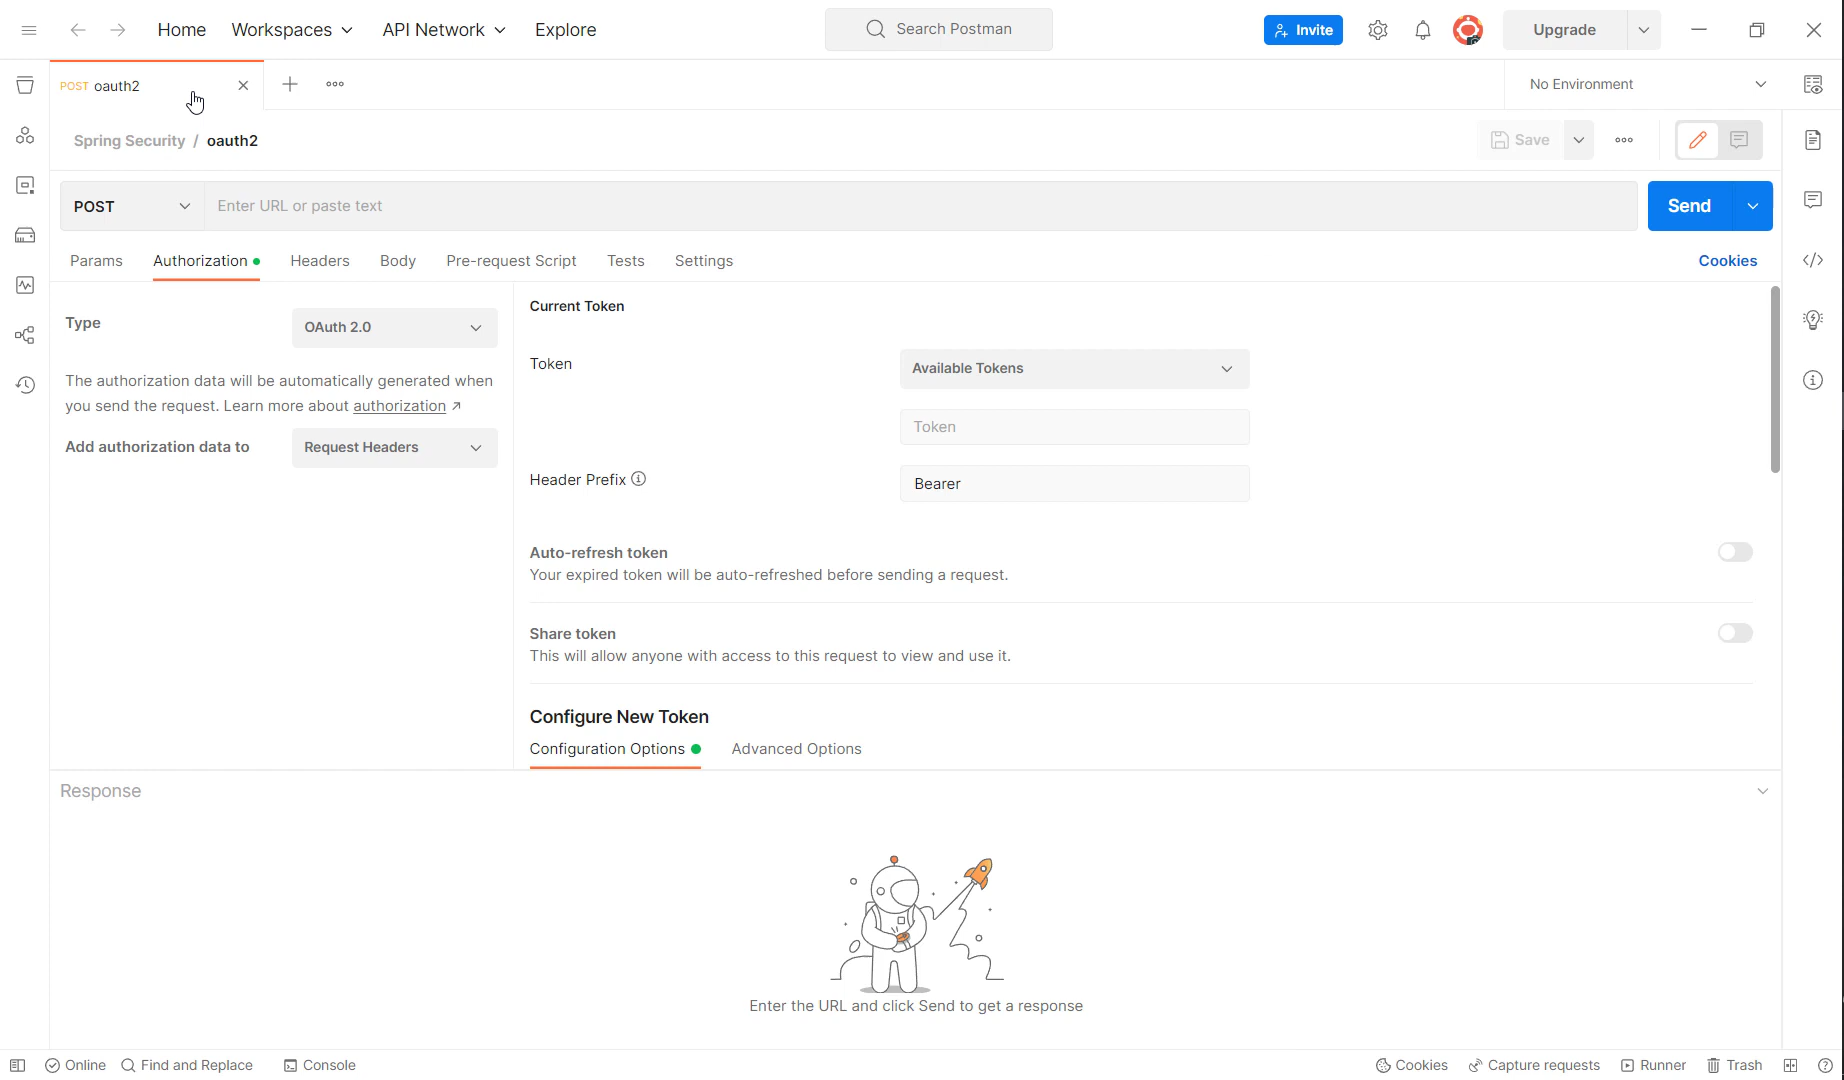 Home Workspaces API Network Explore Search Postman Invite Upgrade
POST oauth2 No Environment
Spring Security / oauth2 Save
POST Enter URL or paste text Send
Params Authorization Headers Body Pre-request Script Tests Settings Cookies
Current Token
Type OAuth 2.0
Token Available Tokens
The authorization data will be automatically generated when
you send the request. Learn more about authorization
Token
Add authorization data to Request Headers
Header Prefix Bearer
Auto-refresh token
Your expired token will be auto-refreshed before sending a request.
Share token
This will allow anyone with access to this request to view and use it.
Configure New Token
Configuration Options Advanced Options
Response
Enter the URL and click Send to get a response
Online Find and Replace Console Cookies Capture requests Runner Trash